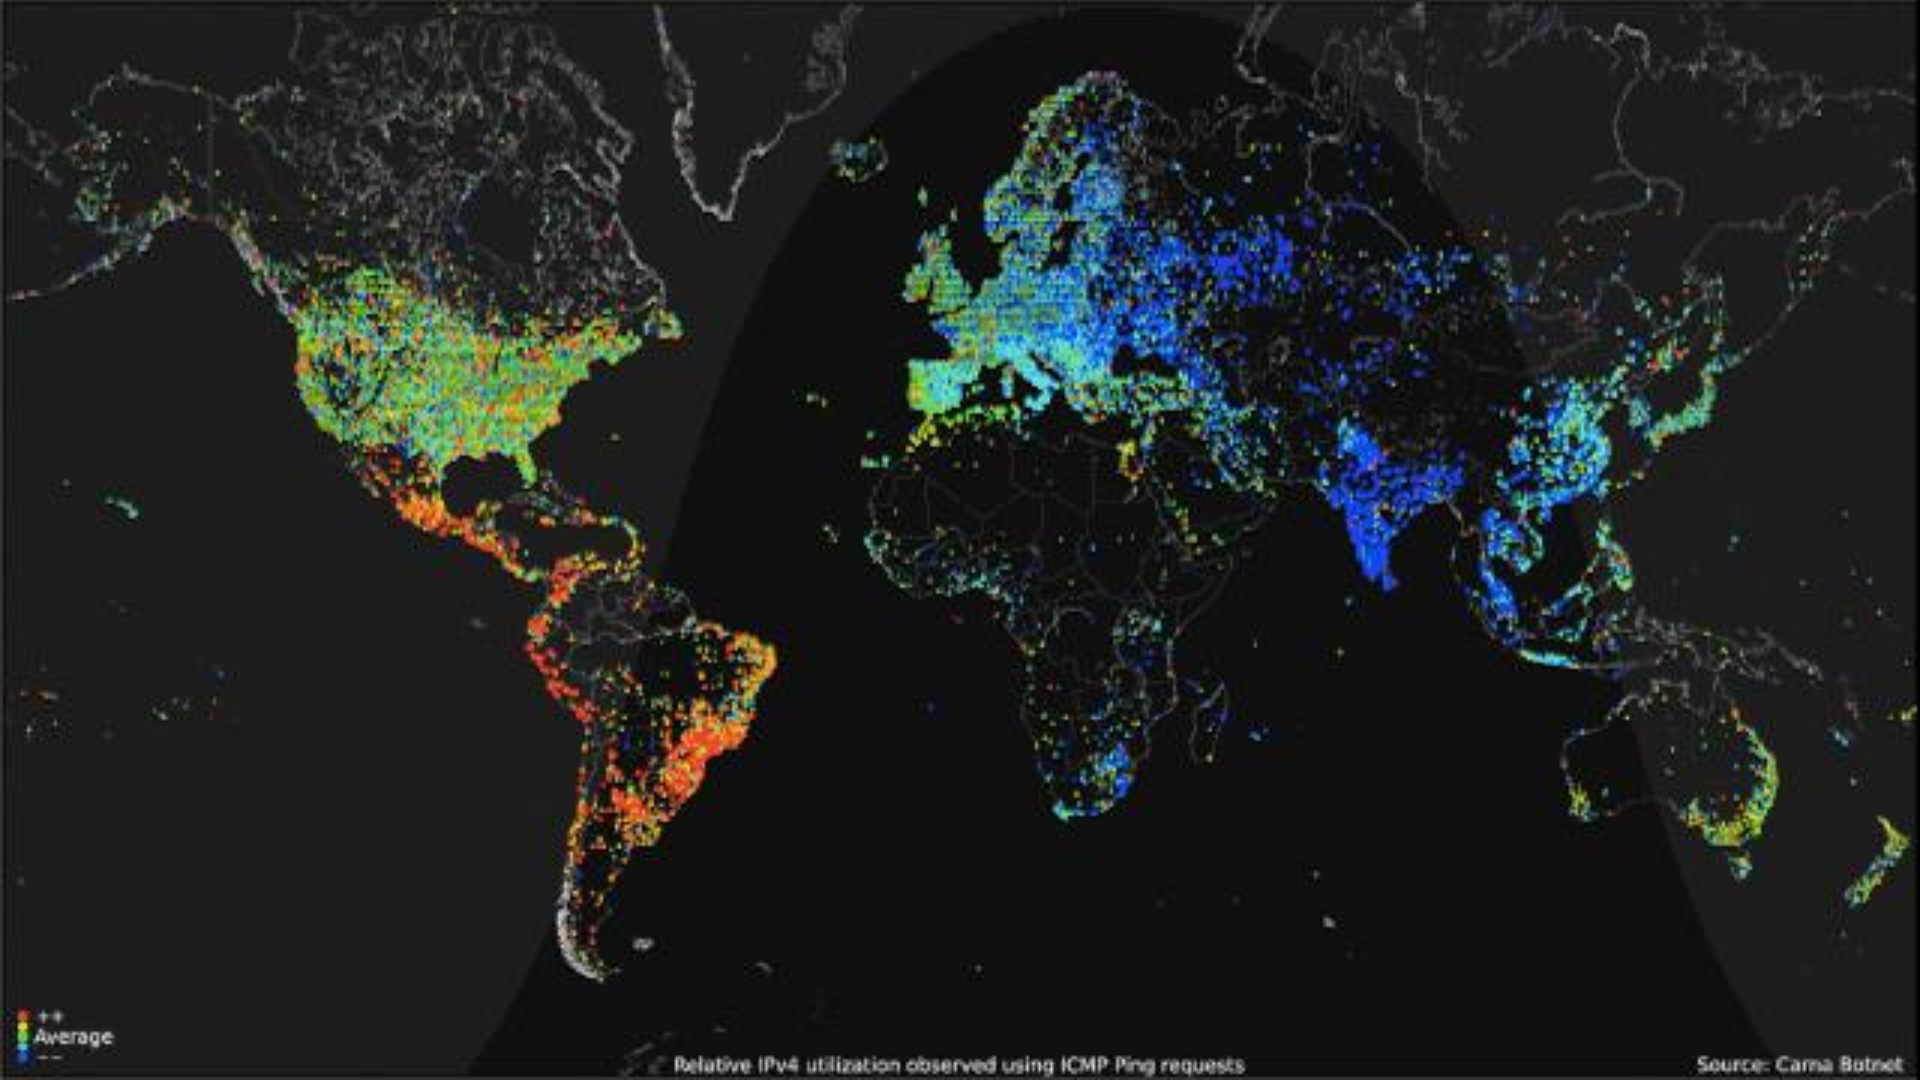 ++
Average
--
Relative IPv4 utilization observed using ICMP Ping requests
Source: Carna Botnet